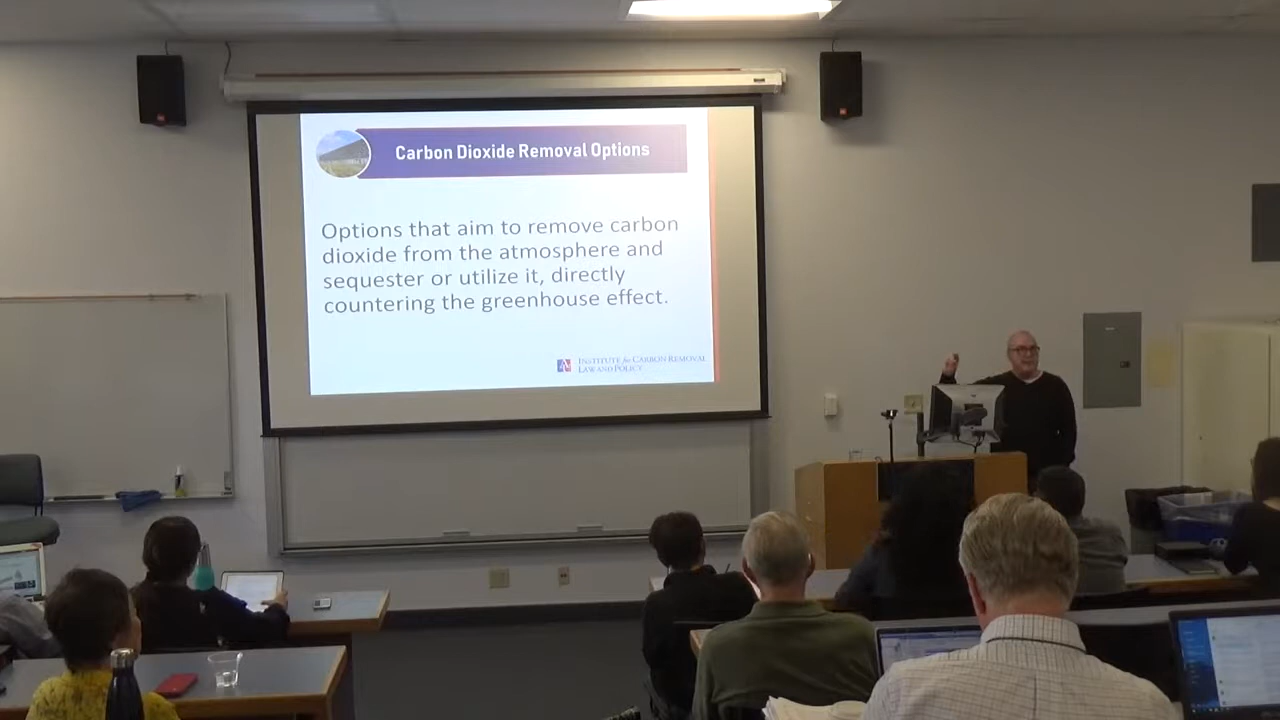 Carbon Dioxide Removal Options
Options that aim to remove carbon
dioxide from the atmosphere and
sequester or utilize it, directly
countering the greenhouse effect.
INSTITUTE for CARBON REMOVAL
LAW AND POLICY